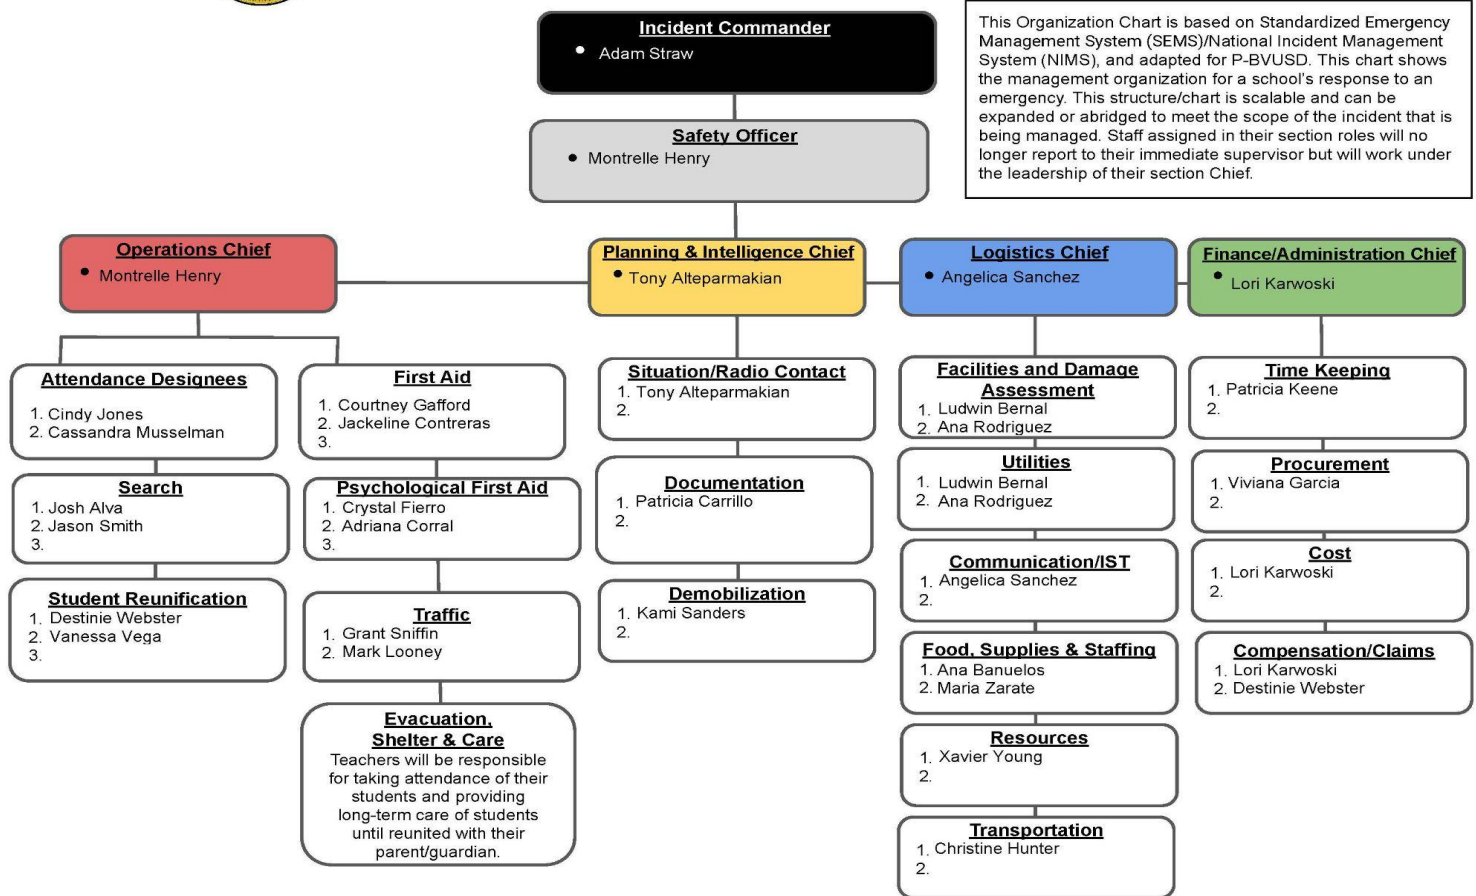 Incident Commander
• Adam Straw
This Organization Chart is based on Standardized Emergency
Management System (SEMS)/National Incident Management
System (NIMS), and adapted for P-BVUSD. This chart shows
the management organization for a school's response to an
emergency. This structure/chart is scalable and can be
expanded or abridged to meet the scope of the incident that is
being managed. Staff assigned in their section roles will no
longer report to their immediate supervisor but will work under
the leadership of their section Chief.
Safety Officer
• Montrelle Henry
Operations Chief
• Montrelle Henry
Planning & Intelligence Chief
• Tony Alteparmakian
Logistics Chief
• Angelica Sanchez
Finance/Administration Chief
• Lori Karwoski
Attendance Designees
1. Cindy Jones
2. Cassandra Musselman
Search
1. Josh Alva
2. Jason Smith
3.
Student Reunification
1. Destinie Webster
2. Vanessa Vega
3.
First Aid
1. Courtney Gafford
2. Jackeline Contreras
3.
Psychological First Aid
1. Crystal Fierro
2. Adriana Corral
3.
Traffic
1. Grant Sniffin
2. Mark Looney
Evacuation,
Shelter & Care
Teachers will be responsible
for taking attendance of their
students and providing
long-term care of students
until reunited with their
parent/guardian.
Situation/Radio Contact
1. Tony Alteparmakian
2.
Documentation
1. Patricia Carrillo
2.
Demobilization
1. Kami Sanders
2.
Facilities and Damage
Assessment
1. Ludwin Bernal
2. Ana Rodriguez
Utilities
1. Ludwin Bernal
2. Ana Rodriguez
Communication/IST
1. Angelica Sanchez
2.
Food, Supplies & Staffing
1. Ana Banuelos
2. Maria Zarate
Resources
1. Xavier Young
2.
Transportation
1. Christine Hunter
2.
Time Keeping
1. Patricia Keene
2.
Procurement
1. Viviana Garcia
2.
Cost
1. Lori Karwoski
2.
Compensation/Claims
1. Lori Karwoski
2. Destinie Webster